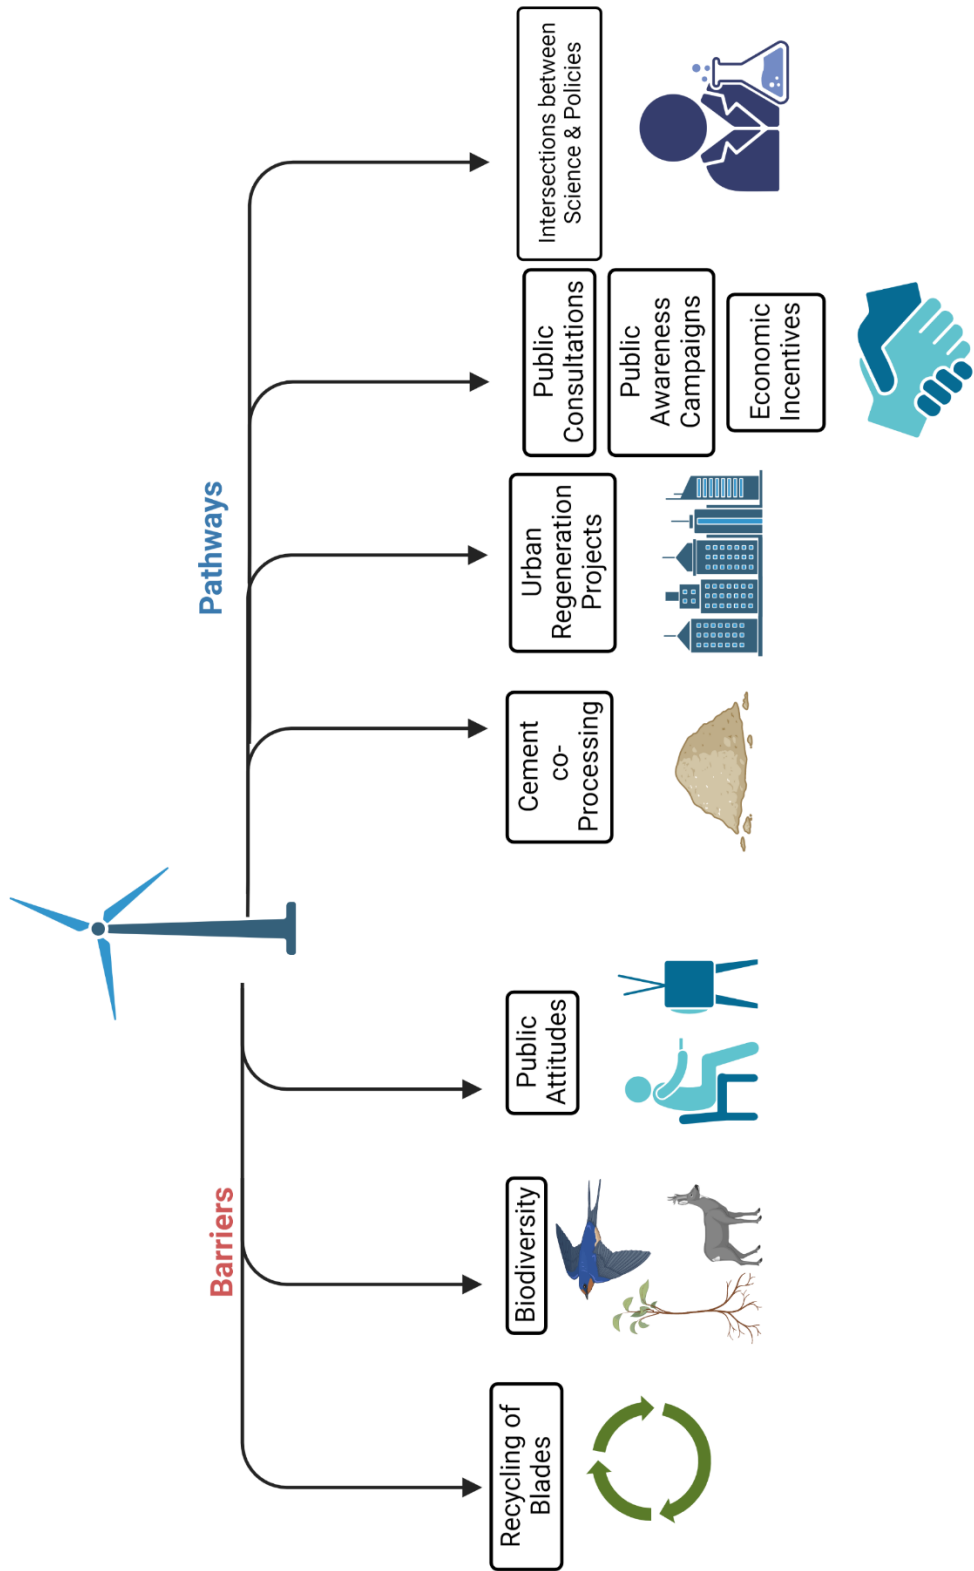 Barriers
Pathways
Recycling of
Blades
Biodiversity
Public
Attitudes
Cement
co-
Processing
Urban
Regeneration
Projects
Public
Consultations
Public
Awareness
Campaigns
Economic
Incentives
Intersections between
Science & Policies